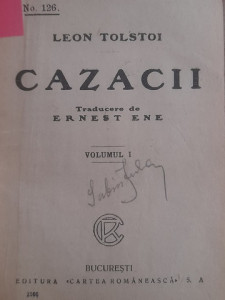 No. 126.
LEON TOLSTOI
CAZACII
Traducere de
ERNEST ENE
VOLUMUL I
BUCUREŞTI
EDITURA «CARTEA ROMÂNEASCĂ» S. A